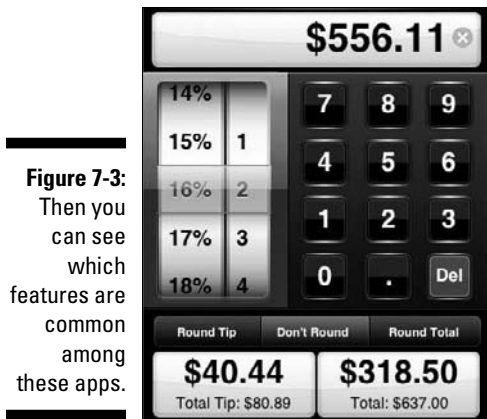 Figure 7-3:
Then you
can see
which
features are
common
among
these apps.
$556.11
14%
15% 1
16% 2
17% 3
18% 4
7 8 9
4 5 6
1 2 3
0 . Del
Round Tip Don't Round Round Total
$40.44 $318.50
Total Tip: $80.89 Total: $637.00